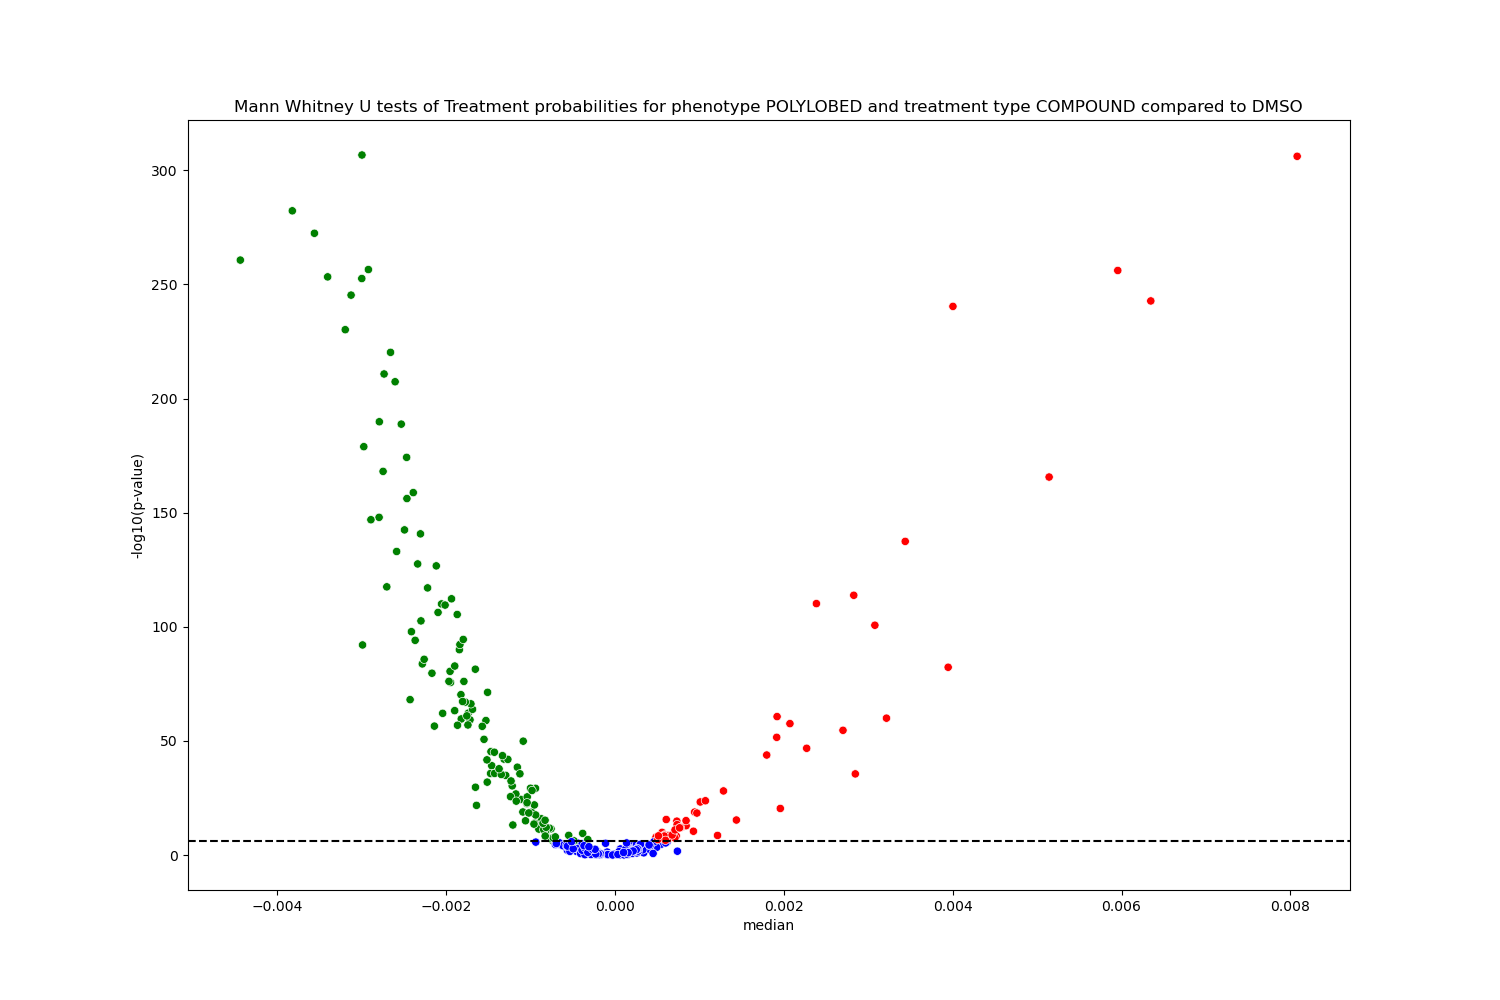 Mann Whitney U tests of Treatment probabilities for phenotype POLYLOBED and treatment type COMPOUND compared to DMSO
300
250
200
150
100
50
0
-log10(p-value)
−0.004 −0.002 0.000 0.002 0.004 0.006 0.008
median